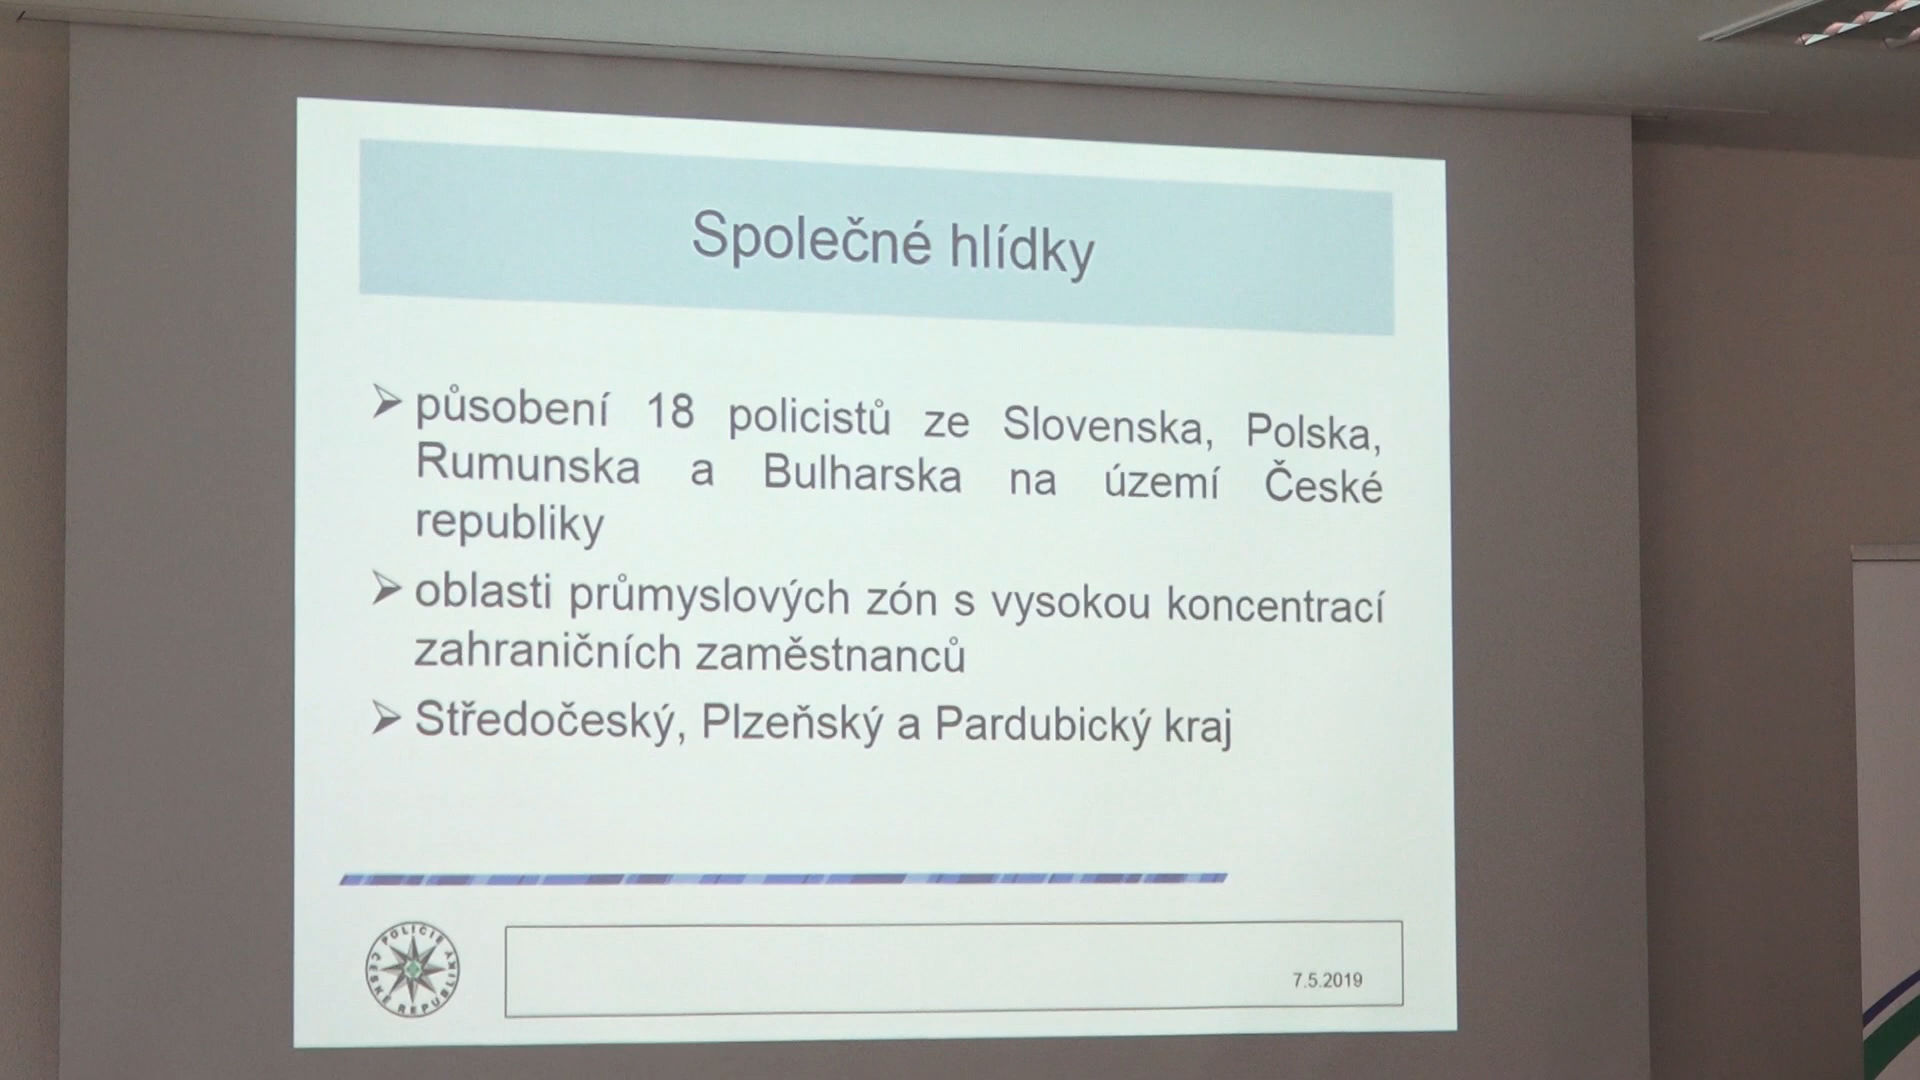 Společné hlídky
➢ působení 18 policistů ze Slovenska, Polska,
Rumunska a Bulharska na území České
republiky
➢ oblasti průmyslových zón s vysokou koncentrací
zahraničních zaměstnanců
➢ Středočeský, Plzeňský a Pardubický kraj
POLICIE
ČESKÉ REPUBLIKY
7.5.2019